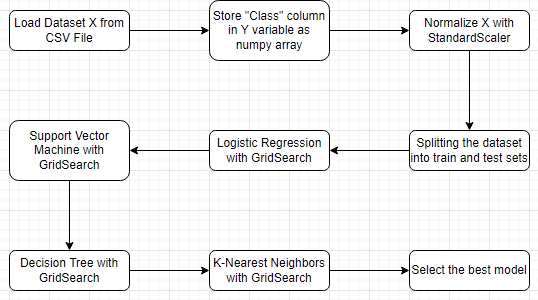 Load Dataset X from
CSV File
Store "Class" column
in Y variable as
numpy array
Normalize X with
StandardScaler
Splitting the dataset
into train and test sets
Logistic Regression
with GridSearch
Support Vector
Machine with
GridSearch
Decision Tree with
GridSearch
K-Nearest Neighbors
with GridSearch
Select the best model